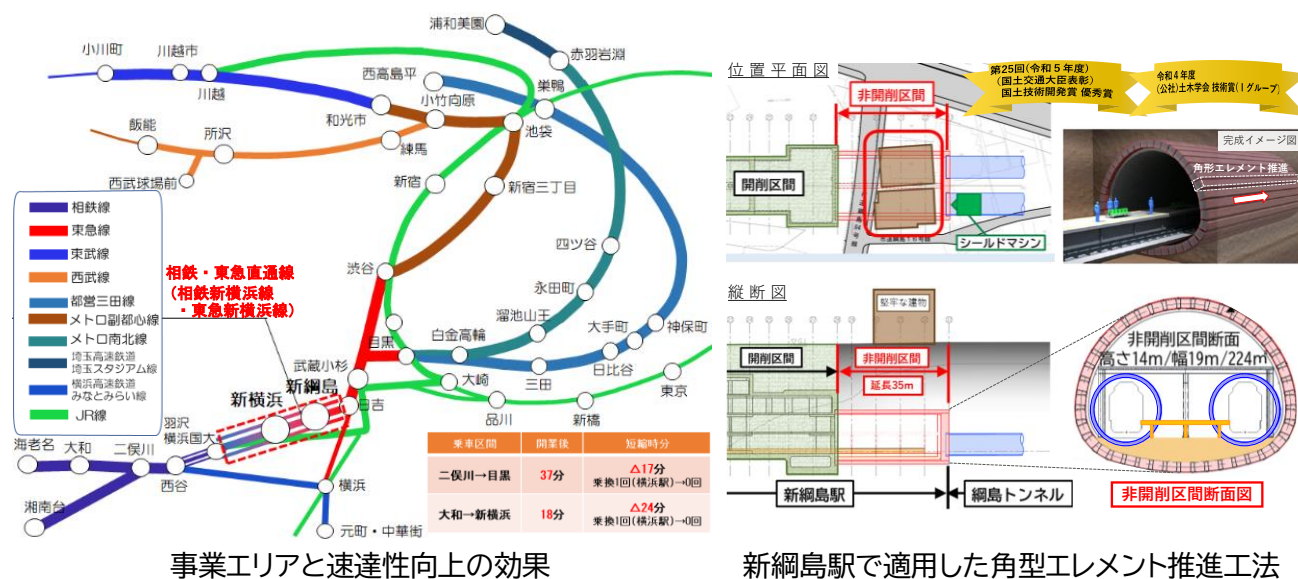 浦和美園
小川町
川越市
西高島平
赤羽岩淵
巣鴨
川越
小竹向原
飯能
所沢
和光市
池袋
練馬
西武球場前
新宿
新宿三丁目
相鉄線
東急線
東武線
西武線
都営三田線
メトロ副都心線
メトロ南北線
埼玉高速鉄道
埼玉スタジアム線
横浜高速鉄道
みなとみらい線
JR線
相鉄・東急直通線
(相鉄新横浜線
・東急新横浜線)
四ツ谷
渋谷
永田町
溜池山王
大手町
神保町
目黒
白金高輪
日比谷
武蔵小杉
三田
新綱島
大崎
東京
新横浜
日吉
品川
新橋
羽沢
横浜国大
海老名
大和
二俣川
西谷
横浜
湘南台
元町・中華街
乗車区間
開業後
短縮時分
二俣川→目黒
37分
△17分
乗換1回(横浜駅)→0回
大和→新横浜
18分
△24分
乗換1回(横浜駅)→0回
事業エリアと速達性向上の効果
位置平面図
第25回(令和5年度)
(国土交通大臣表彰)
国土技術開発賞 優秀賞
令和4年度
(公社)土木学会 技術賞(Iグループ)
非開削区間
開削区間
シールドマシン
完成イメージ図
角形エレメント推進
縦断図
堅牢な建物
開削区間
非開削区間
延長35m
新綱島駅
綱島トンネル
非開削区間断面
高さ14m/幅19m/224㎡
非開削区間断面図
新綱島駅で適用した角型エレメント推進工法